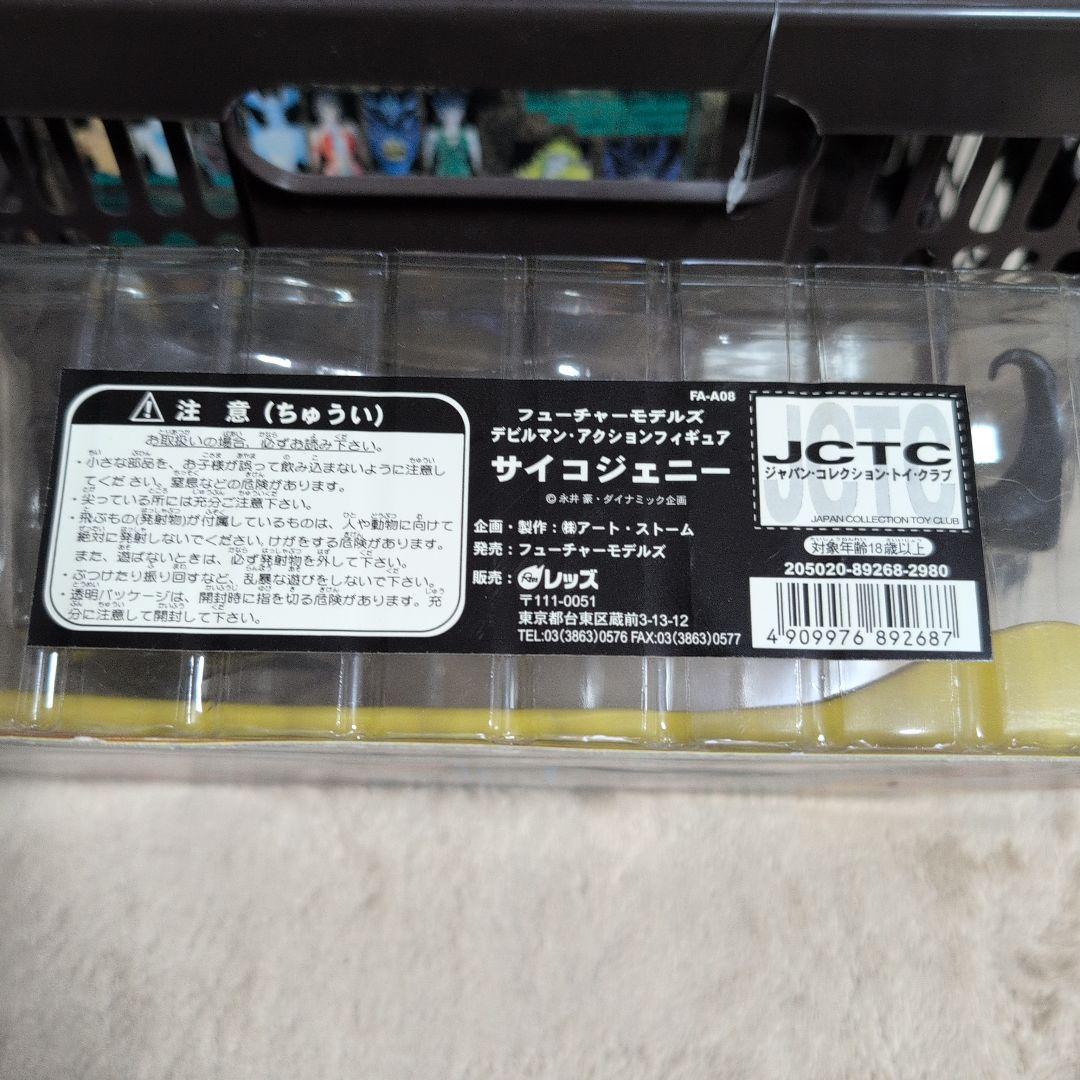 注意(ちゅうい)
お取扱いの場合、必ずお読み下さい。
・小さな部品を、お子様が誤って飲み込まないように注意し
てください。窒息などの危険があります。
・尖っている所には充分ご注意下さい。
・飛ぶもの(発射物)が付属しているものは、人や動物に向けて
絶対に発射しないでください。けがをする危険があります。
また、遊ばないときは、必ず発射物を外して下さい。
・ぶつけたり振り回すなど、乱暴な遊びをしないで下さい。
・透明パッケージは、開封時に指を切る危険があります。充
分に注意して開封して下さい。
FA-A08
フューチャーモデルズ
デビルマン・アクションフィギュア
サイコジェニー
©永井 豪・ダイナミック企画
企画・製作:㈱アート・ストーム
発売:フューチャーモデルズ
販売:レッズ
〒111-0051
東京都台東区蔵前3-13-12
TEL:03(3863)0576 FAX:03(3863)0577
JCTC
ジャパン・コレクション・トイ・クラブ
JAPAN COLLECTION TOY CLUB
対象年齢18歳以上
205020-89268-2980
4 909976 892687